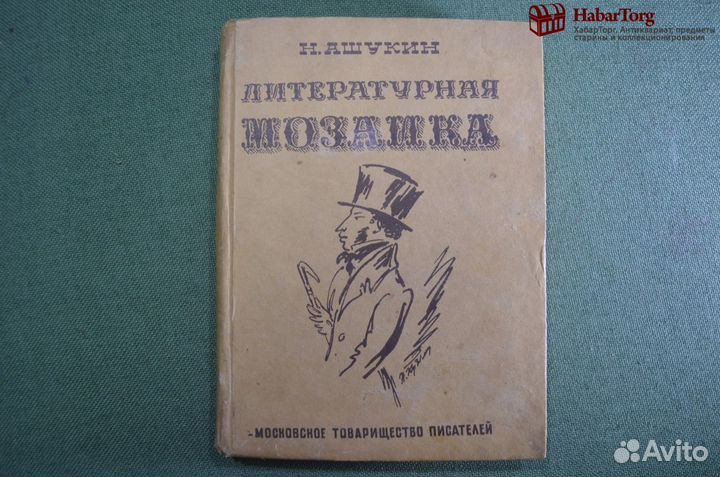 HabarTorg
ХабарТорг, Антиквариат, предметы
старины и коллекционирования
Н. АШУКИН
ЛИТЕРАТУРНАЯ
МОЗАИКА
МОСКОВСКОЕ ТОВАРИЩЕСТВО ПИСАТЕЛЕЙ
Avito